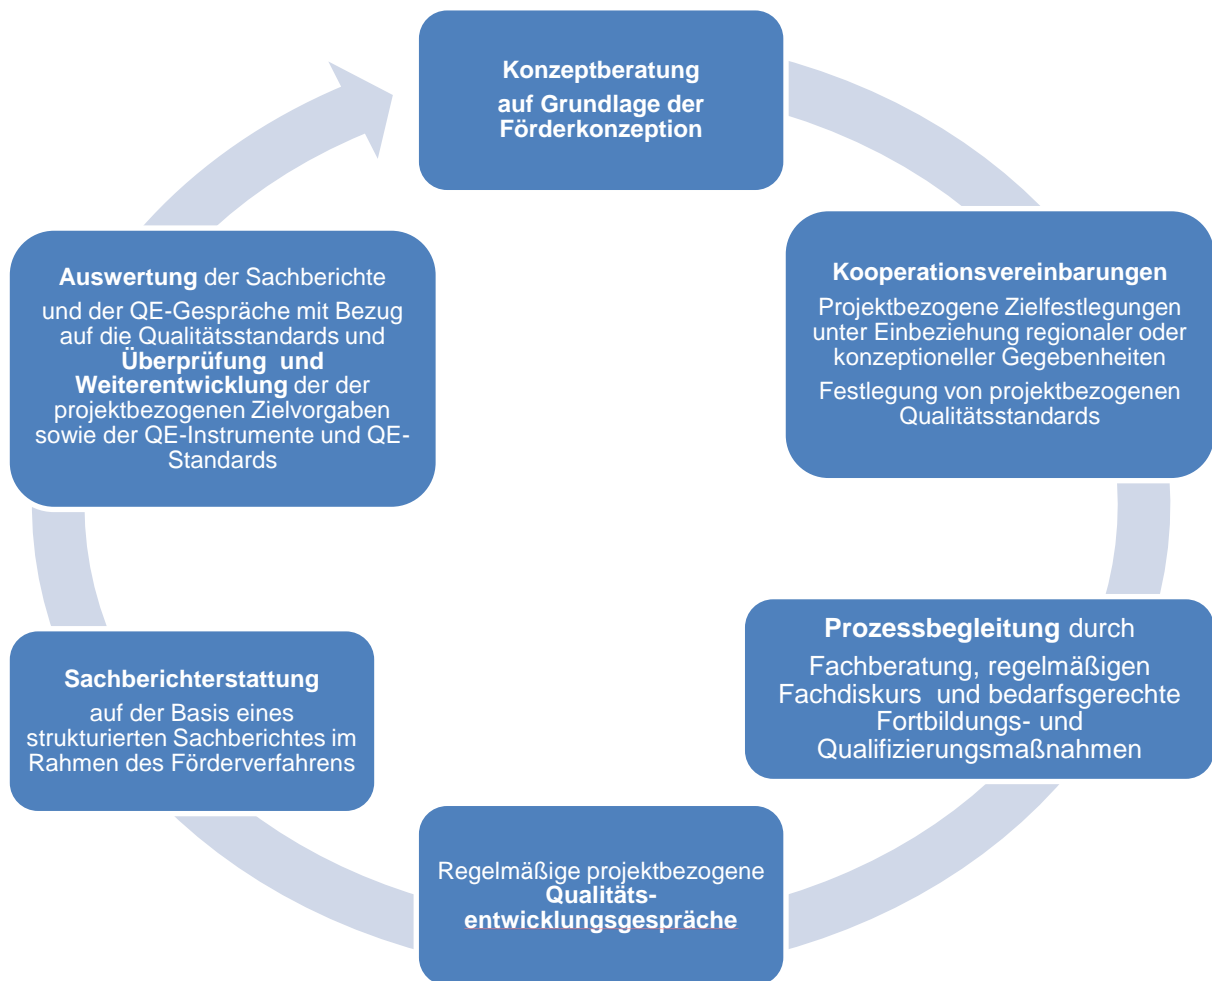 Konzeptberatung
auf Grundlage der
Förderkonzeption
Kooperationsvereinbarungen
Projektbezogene Zielfestlegungen
unter Einbeziehung regionaler oder
konzeptioneller Gegebenheiten
Festlegung von projektbezogenen
Qualitätsstandards
Prozessbegleitung durch
Fachberatung, regelmäßigen
Fachdiskurs  und bedarfsgerechte
Fortbildungs- und
Qualifizierungsmaßnahmen
Regelmäßige projektbezogene
Qualitäts-
entwicklungsgespräche
Sachberichterstattung
auf der Basis eines
strukturierten Sachberichtes im
Rahmen des Förderverfahrens
Auswertung der Sachberichte
und der QE-Gespräche mit Bezug
auf die Qualitätsstandards und
Überprüfung  und
Weiterentwicklung der der
projektbezogenen Zielvorgaben
sowie der QE-Instrumente und QE-
Standards